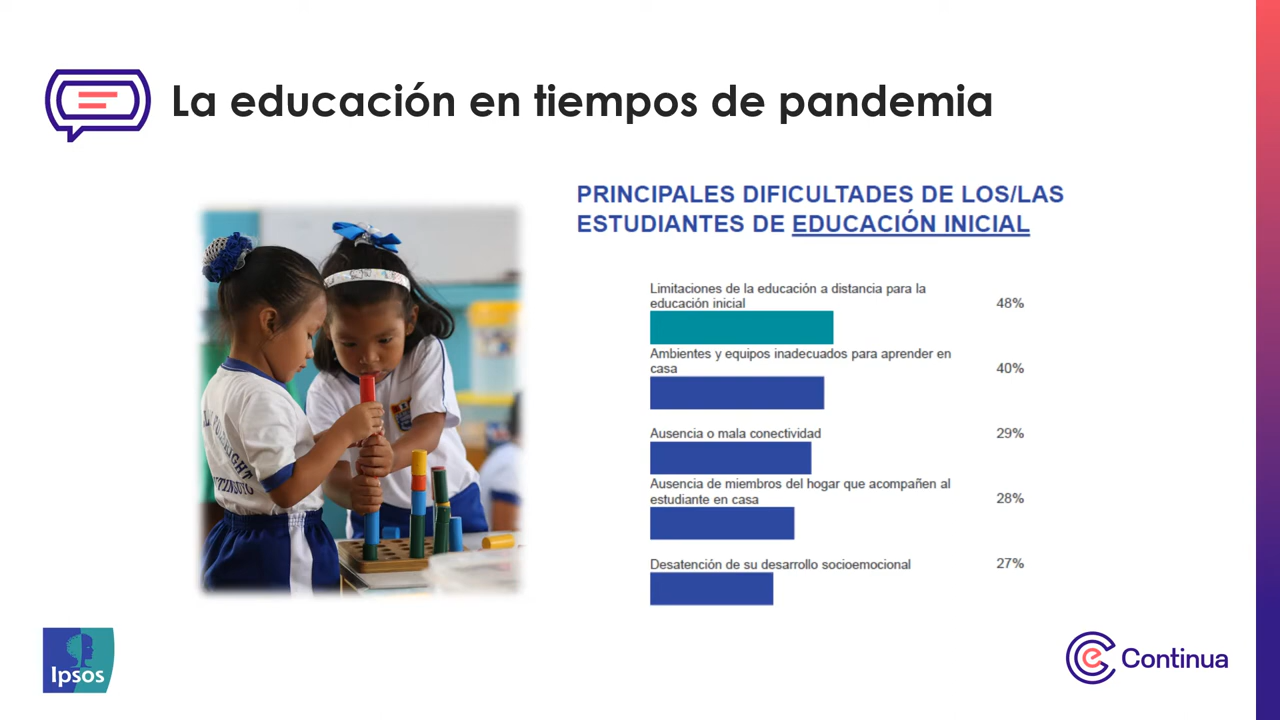 La educación en tiempos de pandemia
PRINCIPALES DIFICULTADES DE LOS/LAS
ESTUDIANTES DE EDUCACIÓN INICIAL
Limitaciones de la educación a distancia para la
educación inicial
48%
Ambientes y equipos inadecuados para aprender en
casa
40%
Ausencia o mala conectividad
29%
Ausencia de miembros del hogar que acompañen al
estudiante en casa
28%
Desatención de su desarrollo socioemocional
27%
Ipsos
e Continua